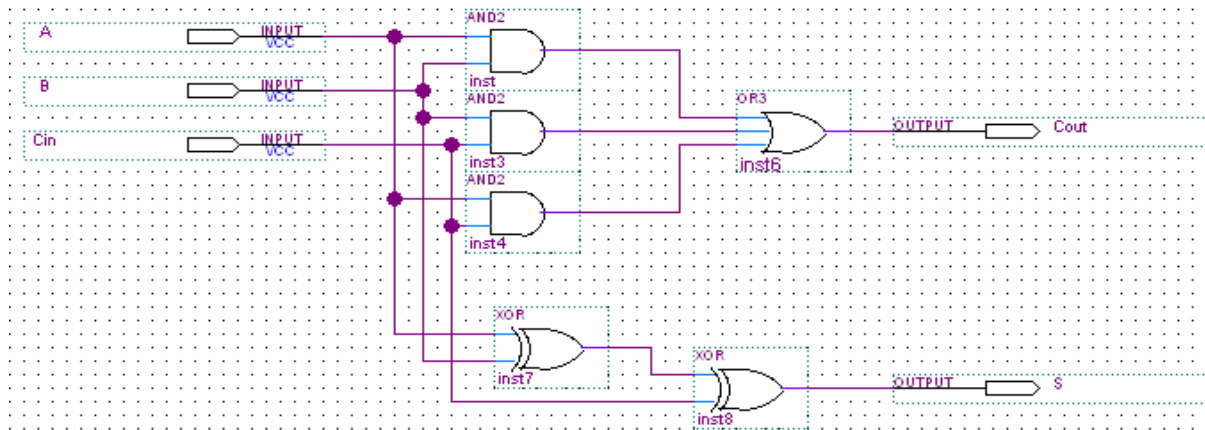 AND2
A INPUT
VCC
inst
B INPUT
VCC
AND2
OR3
Cin INPUT
VCC
inst3
OUTPUT Cout
inst6
AND2
inst4
XOR
inst7
XOR
OUTPUT S
inst8